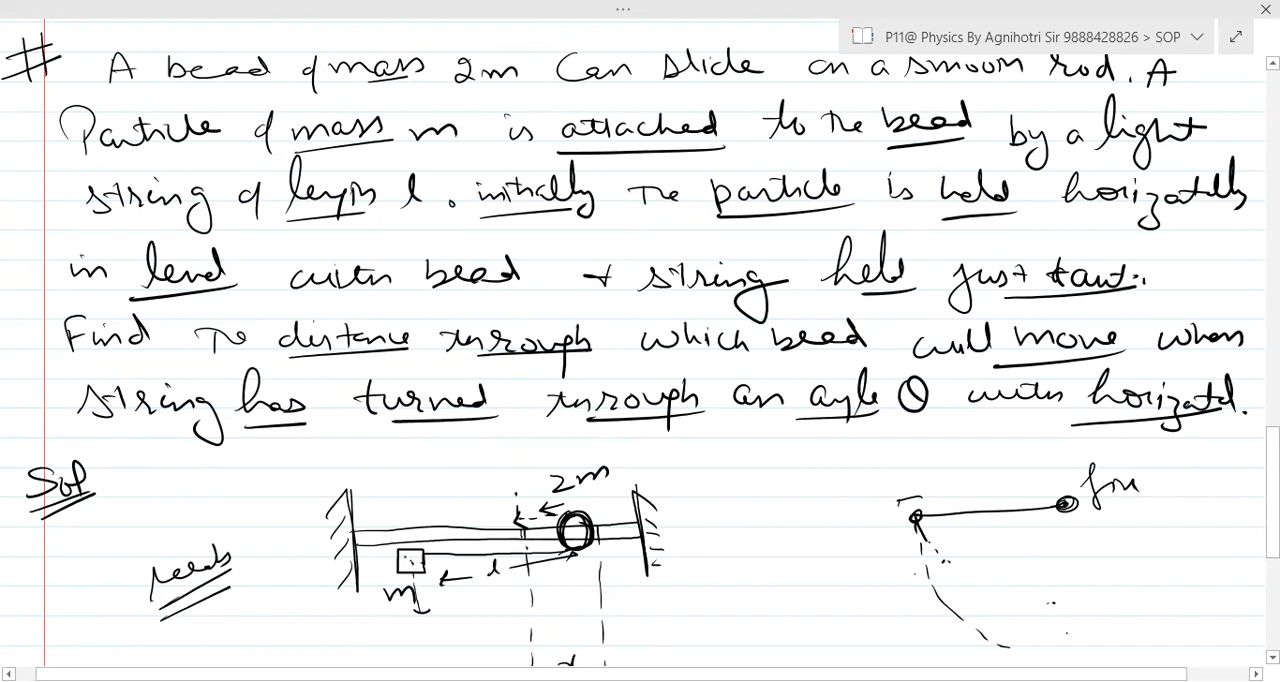 ...
P11@ Physics By Agnihotri Sir 9888428826 > SOP
# A bead of mass 2m Can slide on a smooth rod. A
Particle of mass m is attached to the bead by a light
string of length l. initially The particle is held horizotally
in level with bead & string held just taut.
Find The distance through which bead will move when
string has turned through an angle θ with horizotal.
Sol
2m
l
m
d